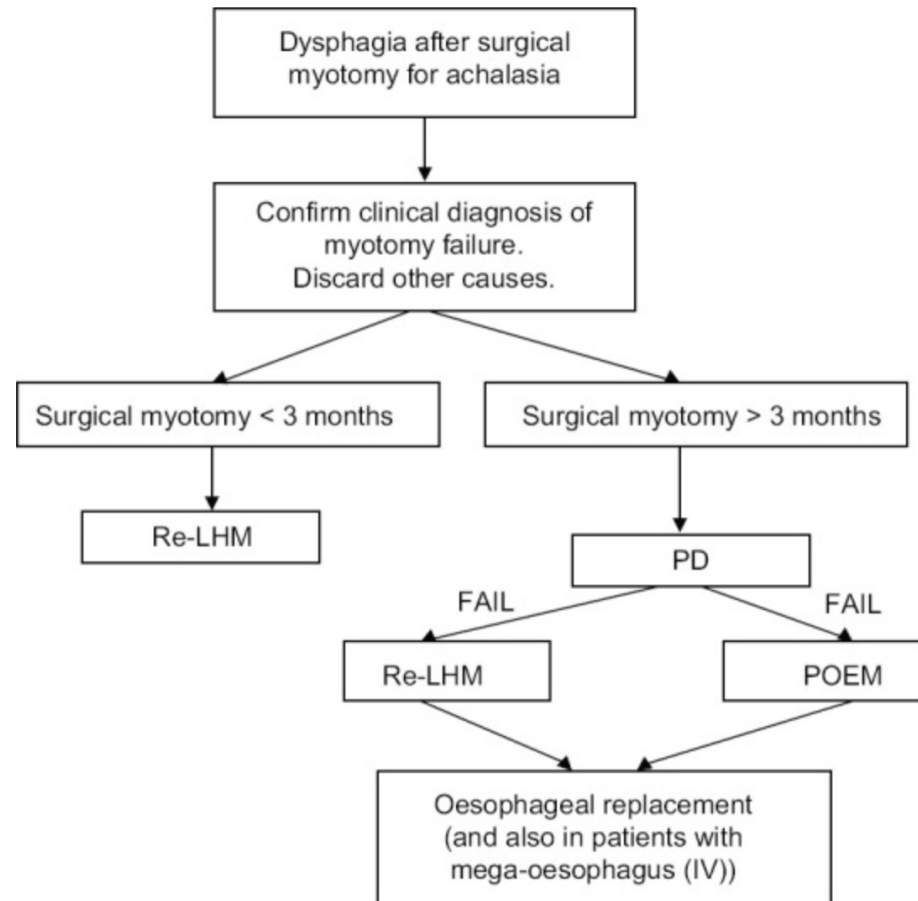 Dysphagia after surgical
myotomy for achalasia
Confirm clinical diagnosis of
myotomy failure.
Discard other causes.
Surgical myotomy < 3 months
Surgical myotomy > 3 months
Re-LHM
PD
FAIL
FAIL
Re-LHM
POEM
Oesophageal replacement
(and also in patients with
mega-oesophagus (IV))